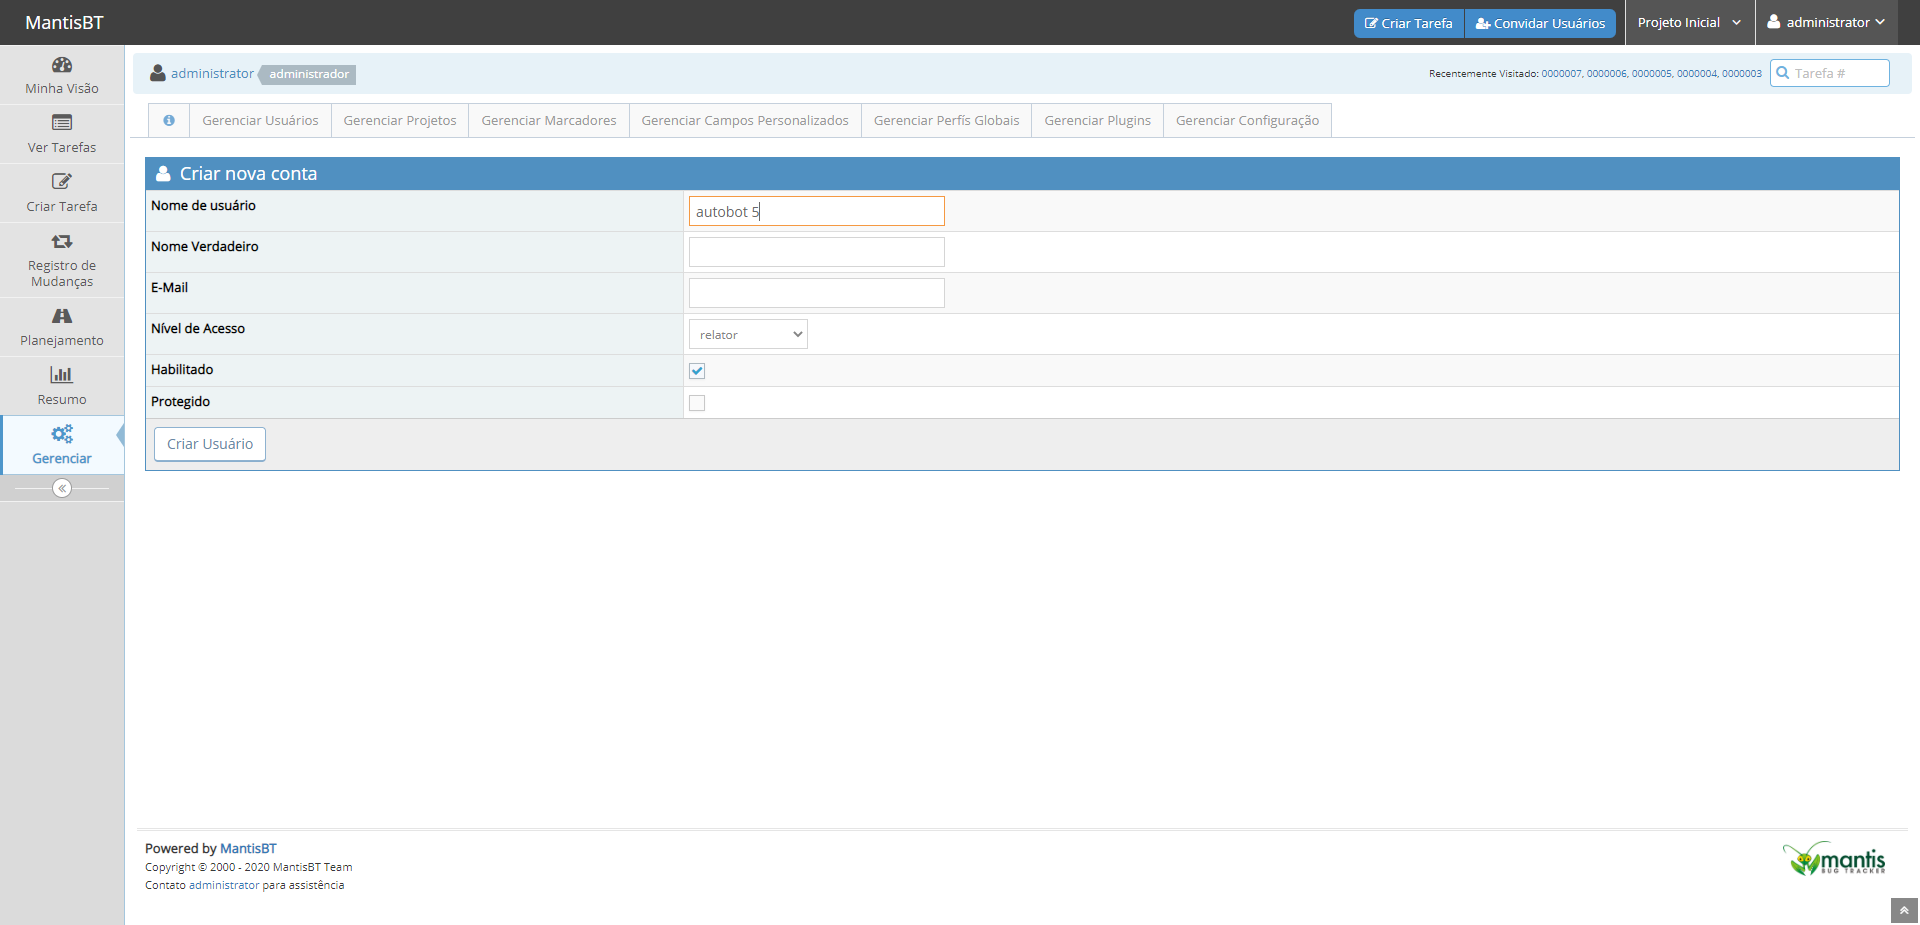 MantisBT
Criar Tarefa
Convidar Usuários
Projeto Inicial
administrator
Minha Visão
Ver Tarefas
Criar Tarefa
Registro de
Mudanças
Planejamento
Resumo
Gerenciar
administrator administrador
Recentemente Visitado: 0000007, 0000006, 0000005, 0000004, 0000003
Tarefa #
Gerenciar Usuários
Gerenciar Projetos
Gerenciar Marcadores
Gerenciar Campos Personalizados
Gerenciar Perfís Globais
Gerenciar Plugins
Gerenciar Configuração
Criar nova conta
Nome de usuário
autobot 5
Nome Verdadeiro
E-Mail
Nível de Acesso
relator
Habilitado
Protegido
Criar Usuário
Powered by MantisBT
Copyright © 2000 - 2020 MantisBT Team
Contato administrator para assistência
mantis
BUG TRACKER